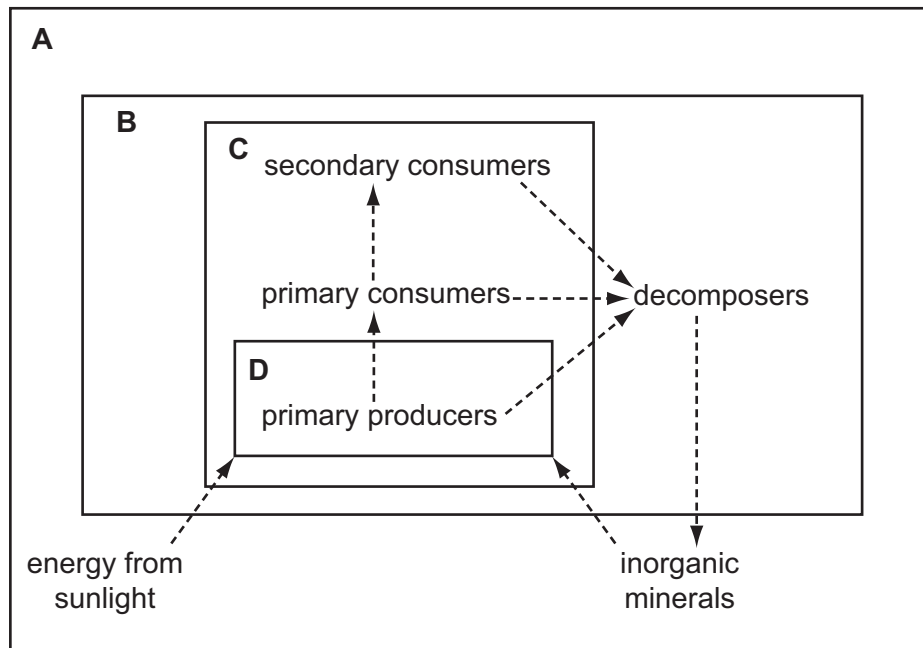 A
B
C
secondary consumers
primary consumers
decomposers
D
primary producers
energy from
sunlight
inorganic
minerals